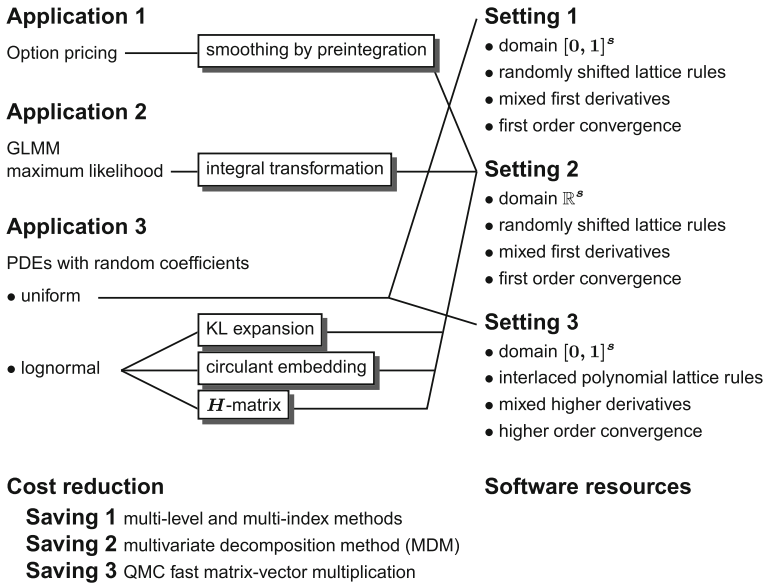 Application 1
Option pricing
smoothing by preintegration
Application 2
GLMM
maximum likelihood
integral transformation
Application 3
PDEs with random coefficients
• uniform
• lognormal
KL expansion
circulant embedding
H-matrix
Setting 1
• domain [0, 1]^s
• randomly shifted lattice rules
• mixed first derivatives
• first order convergence
Setting 2
• domain ℝ^s
• randomly shifted lattice rules
• mixed first derivatives
• first order convergence
Setting 3
• domain [0, 1]^s
• interlaced polynomial lattice rules
• mixed higher derivatives
• higher order convergence
Cost reduction
Saving 1 multi-level and multi-index methods
Saving 2 multivariate decomposition method (MDM)
Saving 3 QMC fast matrix-vector multiplication
Software resources